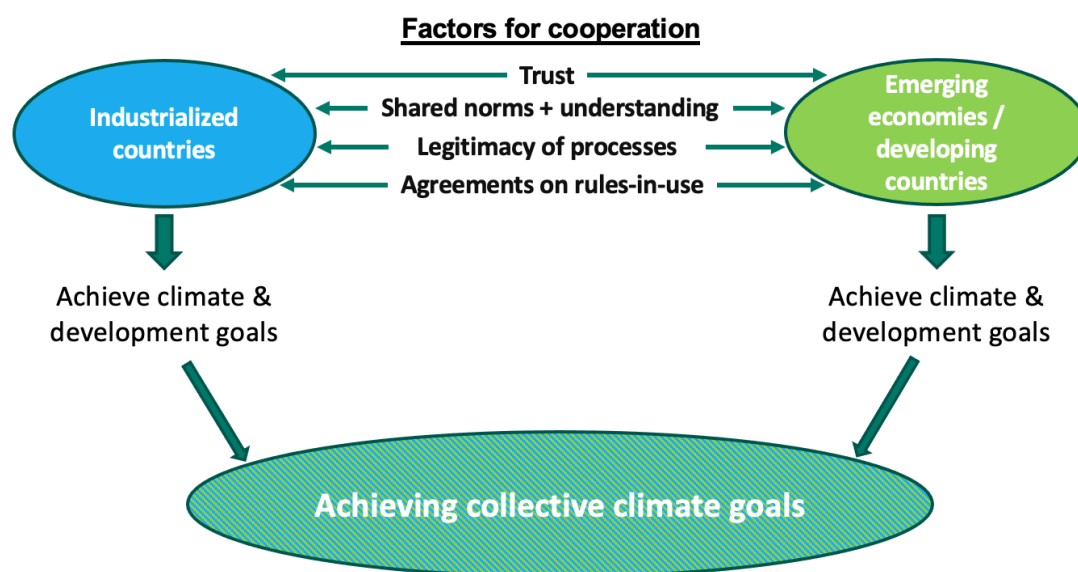 Factors for cooperation
Trust
Shared norms + understanding
Legitimacy of processes
Agreements on rules-in-use
Industrialized
countries
Emerging
economies /
developing
countries
Achieve climate &
development goals
Achieve climate &
development goals
Achieving collective climate goals